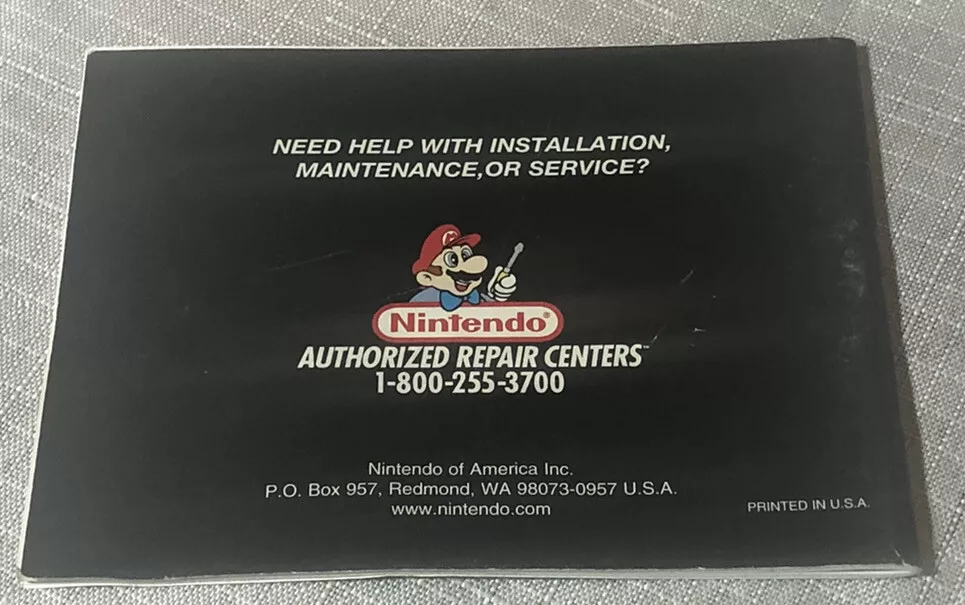 NEED HELP WITH INSTALLATION,
MAINTENANCE,OR SERVICE?
M
Nintendo®
AUTHORIZED REPAIR CENTERS™
1-800-255-3700
Nintendo of America Inc.
P.O. Box 957, Redmond, WA 98073-0957 U.S.A.
www.nintendo.com
PRINTED IN U.S.A.